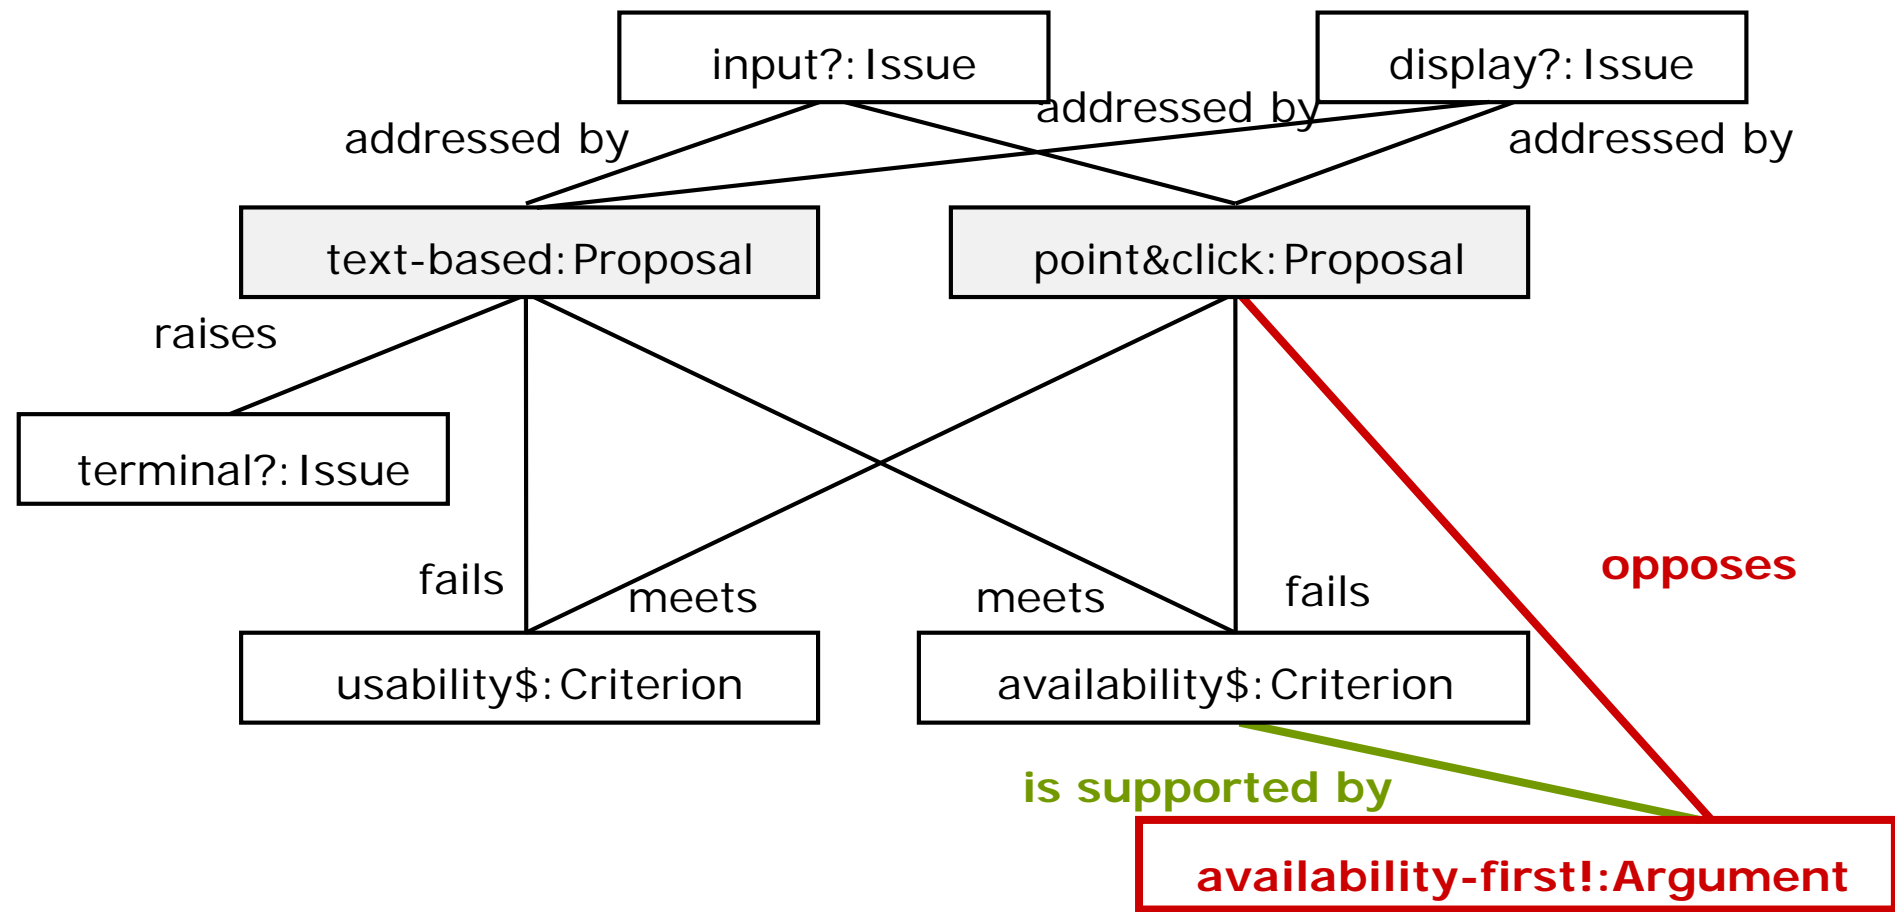 input?:Issue
display?:Issue
addressed by
addressed by
addressed by
text-based:Proposal
point&click:Proposal
raises
terminal?:Issue
opposes
fails
meets
meets
fails
usability$:Criterion
availability$:Criterion
is supported by
availability-first!:Argument